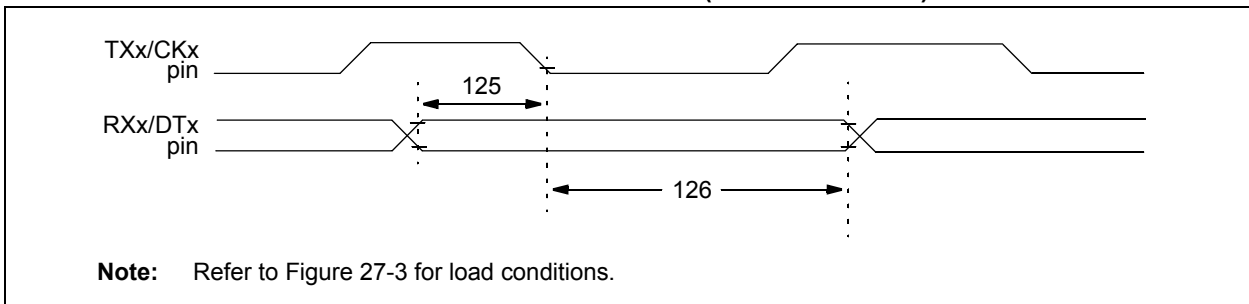 TXx/CKx
pin
125
RXx/DTx
pin
126
Note: Refer to Figure 27-3 for load conditions.